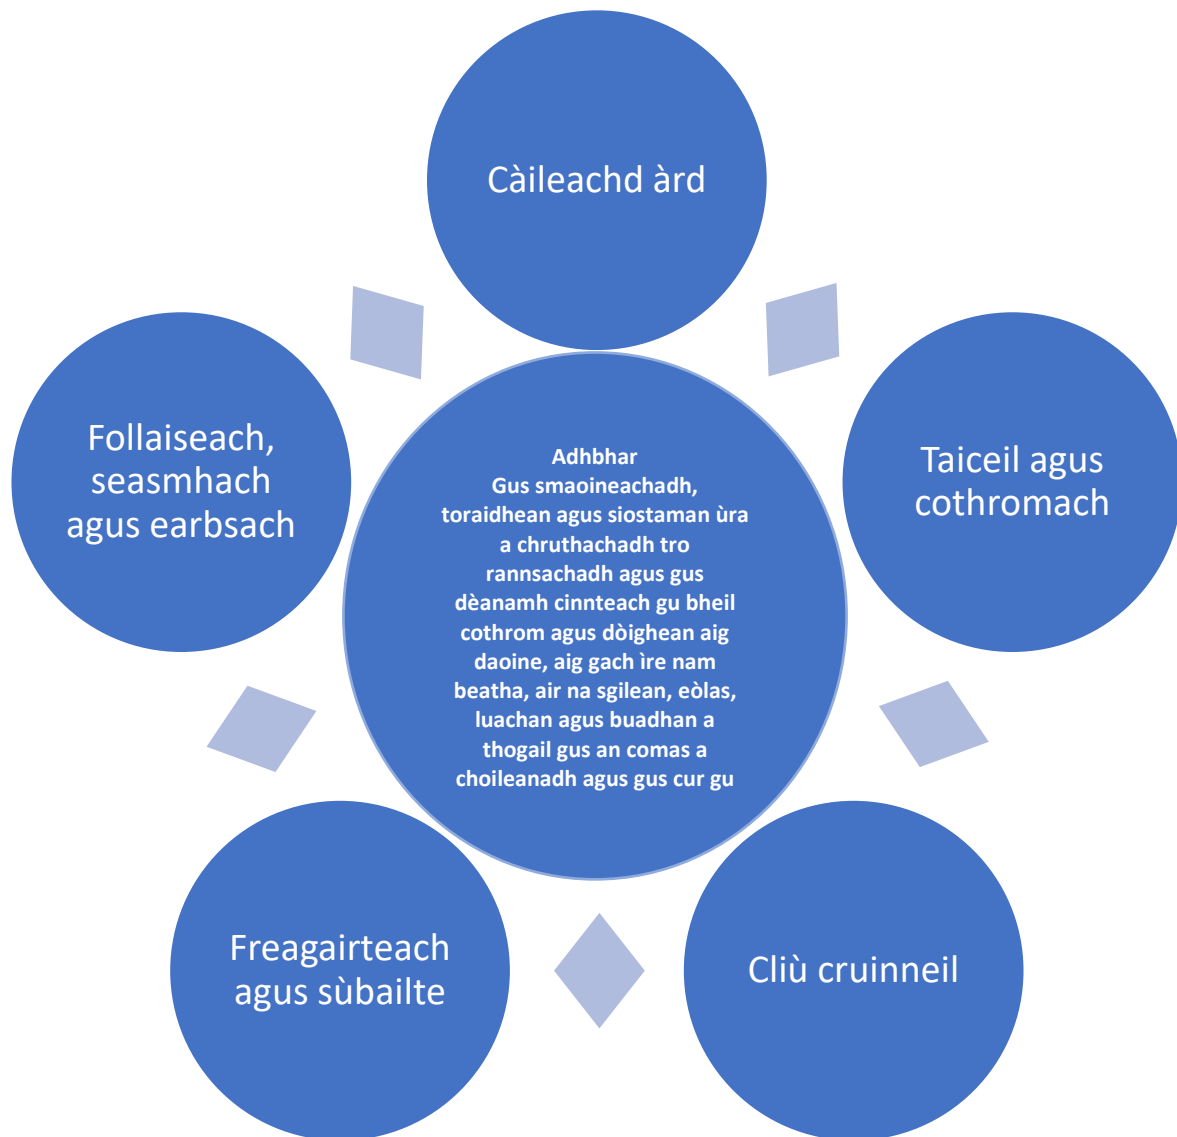 Càileachd àrd
Taiceil agus
cothromach
Cliù cruinneil
Freagairteach
agus sùbailte
Follaiseach,
seasmhach
agus earbsach
Adhbhar
Gus smaoineachadh,
toraidhean agus siostaman ùra
a chruthachadh tro
rannsachadh agus gus
dèanamh cinnteach gu bheil
cothrom agus dòighean aig
daoine, aig gach ìre nam
beatha, air na sgilean, eòlas,
luachan agus buadhan a
thogail gus an comas a
choileanadh agus gus cur gu